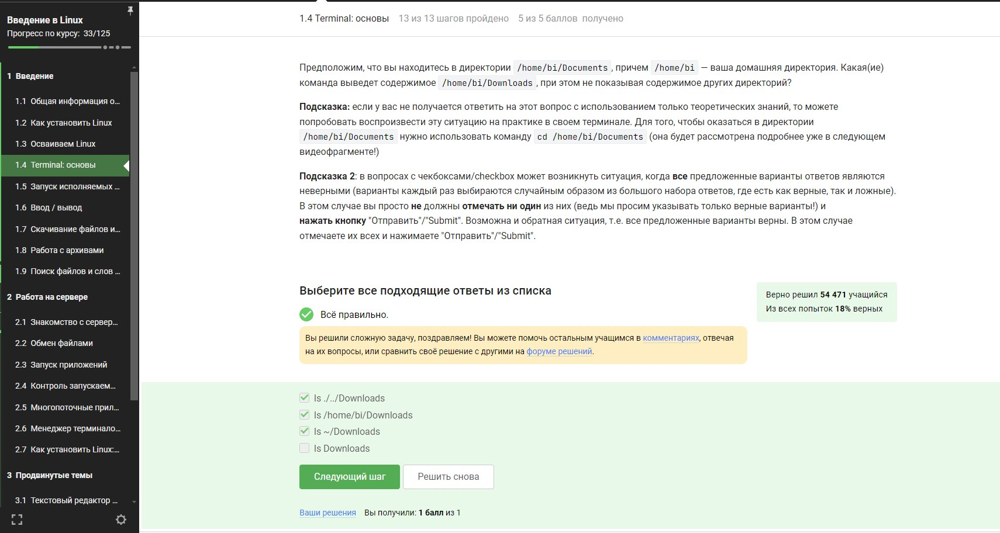 Введение в Linux
Прогресс по курсу: 33/125
1 Введение
1.1 Общая информация о...
1.2 Как установить Linux
1.3 Осваиваем Linux
1.4 Terminal: основы
1.5 Запуск исполняемых ...
1.6 Ввод / вывод
1.7 Скачивание файлов и...
1.8 Работа с архивами
1.9 Поиск файлов и слов ...
2 Работа на сервере
2.1 Знакомство с сервер...
2.2 Обмен файлами
2.3 Запуск приложений
2.4 Контроль запускаем...
2.5 Многопоточные прил...
2.6 Менеджер терминало...
2.7 Как установить Linux:...
3 Продвинутые темы
3.1 Текстовый редактор ...
1.4 Terminal: основы 13 из 13 шагов пройдено 5 из 5 баллов получено
Предположим, что вы находитесь в директории /home/bi/Documents, причем /home/bi — ваша домашняя директория. Какая(ие)
команда выведет содержимое /home/bi/Downloads, при этом не показывая содержимое других директорий?
Подсказка: если у вас не получается ответить на этот вопрос с использованием только теоретических знаний, то можете
попробовать воспроизвести эту ситуацию на практике в своем терминале. Для того, чтобы оказаться в директории
/home/bi/Documents нужно использовать команду cd /home/bi/Documents (она будет рассмотрена подробнее уже в следующем
видеофрагменте!)
Подсказка 2: в вопросах с чекбоксами/checkbox может возникнуть ситуация, когда все предложенные варианты ответов являются
неверными (варианты каждый раз выбираются случайным образом из большого набора ответов, где есть как верные, так и ложные).
В этом случае вы просто не должны отмечать ни один из них (ведь мы просим указывать только верные варианты!) и
нажать кнопку "Отправить"/"Submit". Возможна и обратная ситуация, т.е. все предложенные варианты верны. В этом случае
отмечаете их всех и нажимаете "Отправить"/"Submit".
Выберите все подходящие ответы из списка
Верно решил 54 471 учащийся
Из всех попыток 18% верных
Всё правильно.
Вы решили сложную задачу, поздравляем! Вы можете помочь остальным учащимся в комментариях, отвечая
на их вопросы, или сравнить своё решение с другими на форуме решений.
ls ./../Downloads
ls /home/bi/Downloads
ls ~/Downloads
ls Downloads
Следующий шаг Решить снова
Ваши решения Вы получили: 1 балл из 1